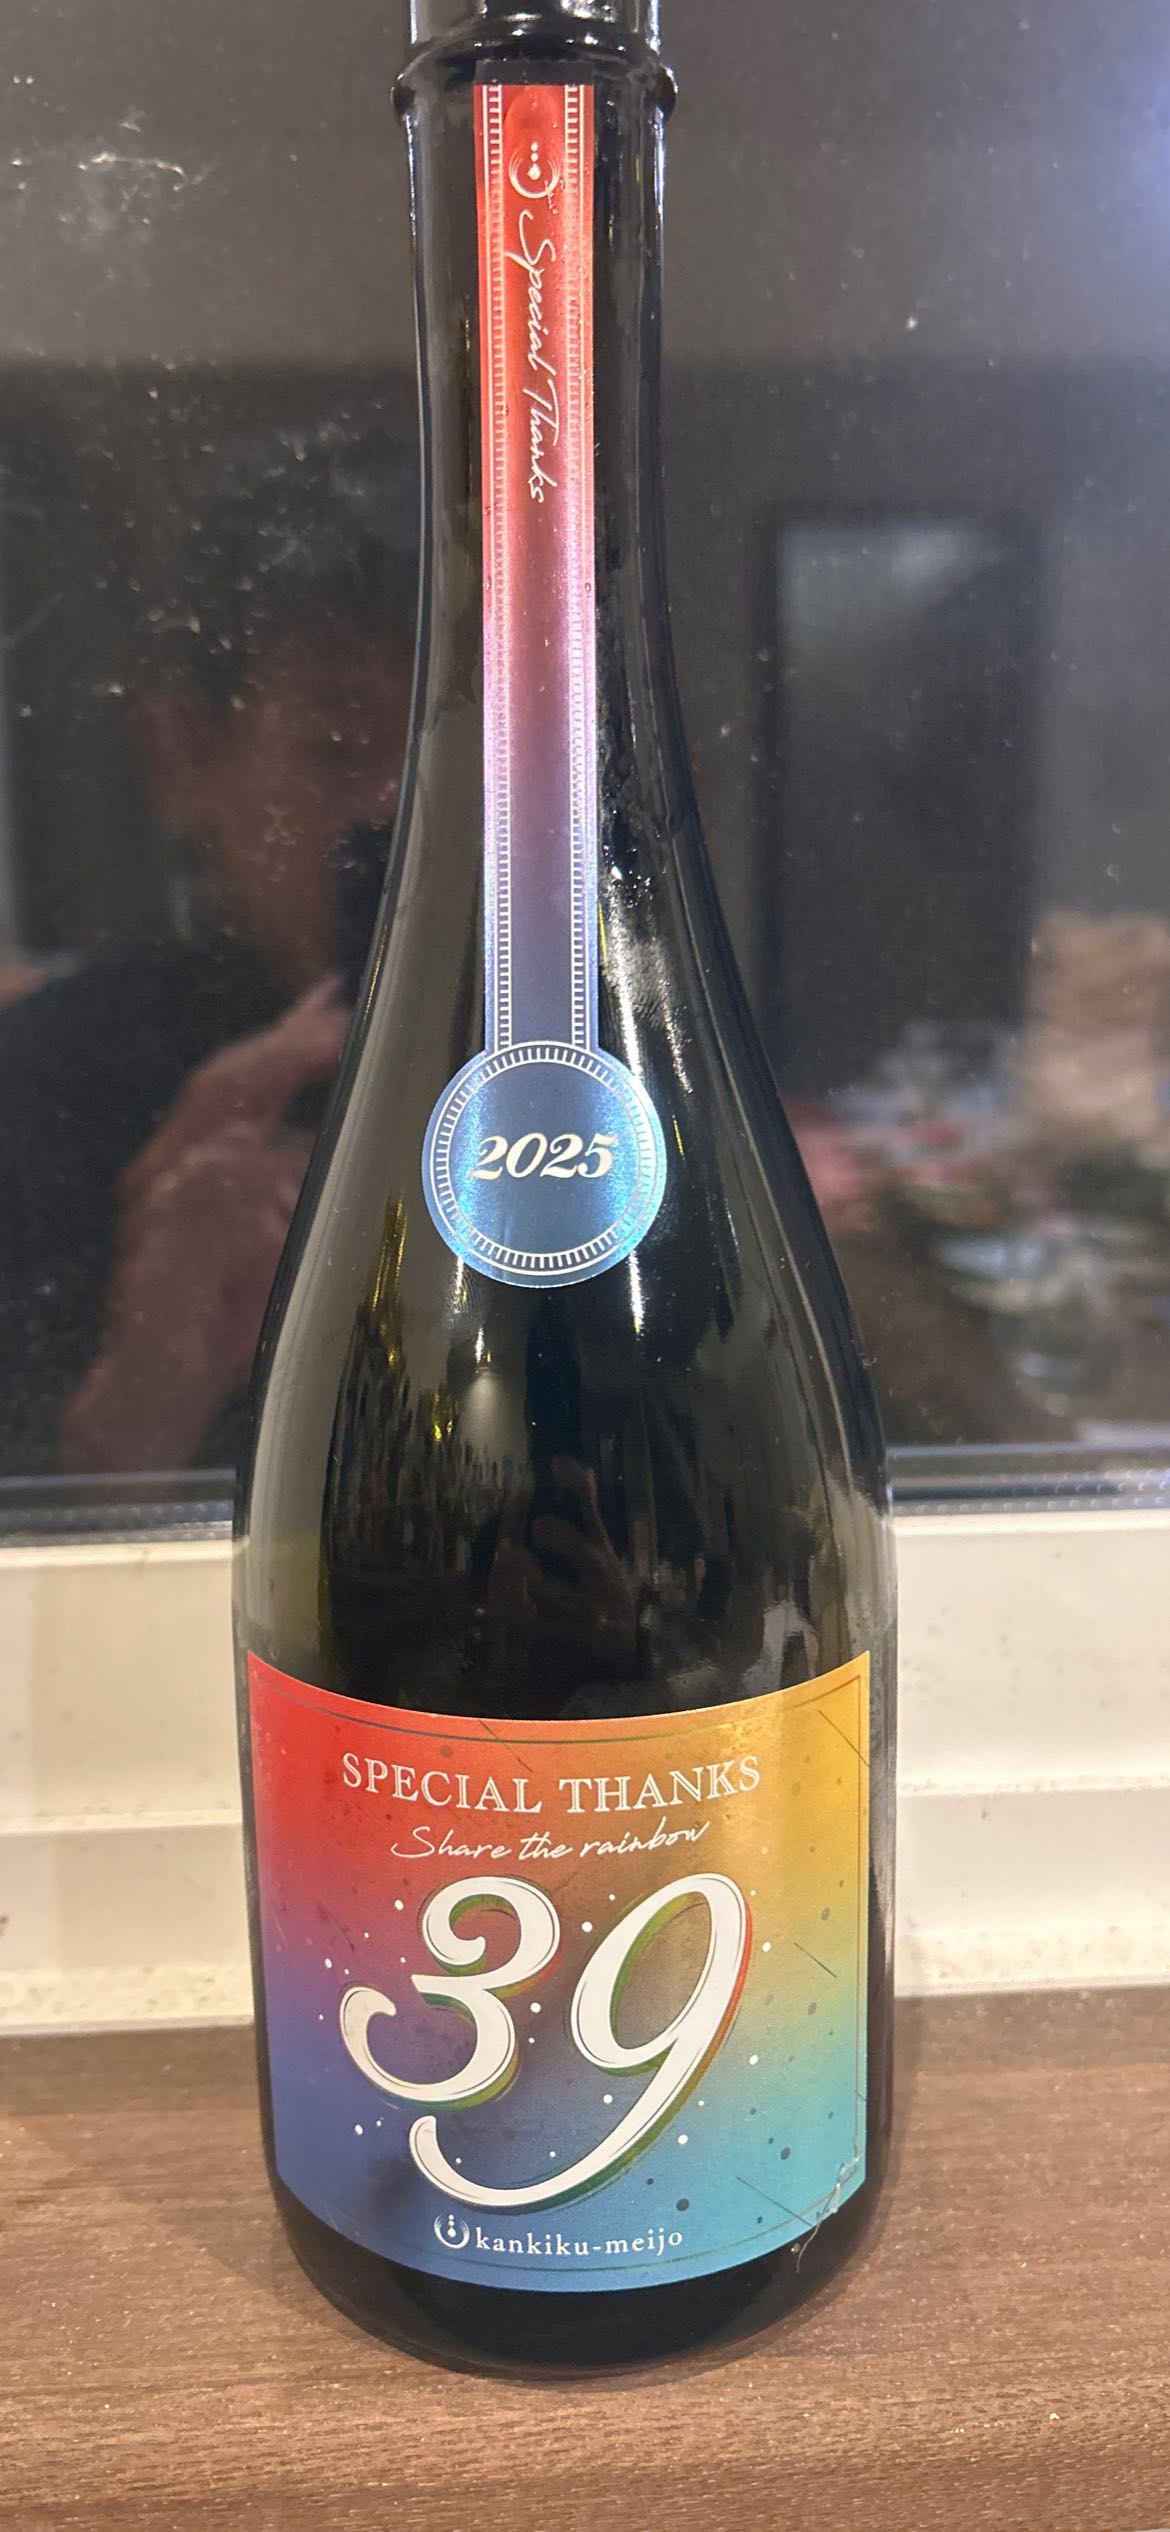 Special Thanks
2025
SPECIAL THANKS
Share the rainbow
39
kankiku-meijo